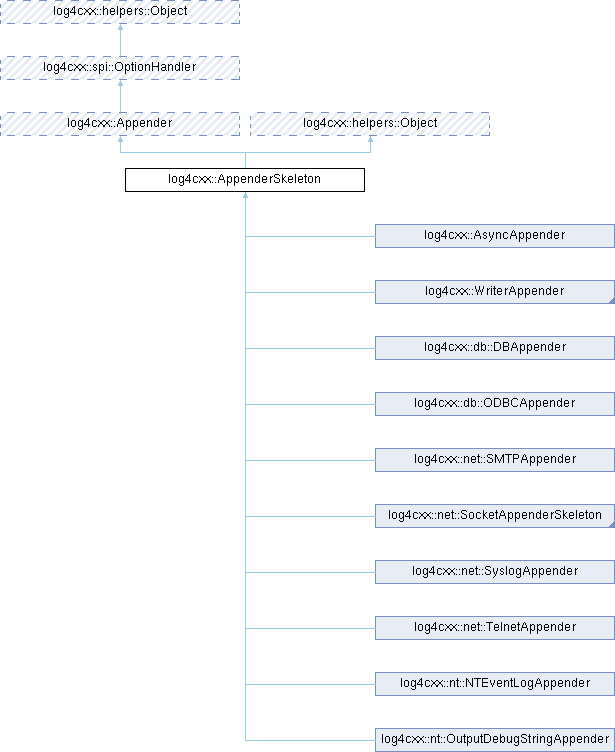 log4cxx::helpers::Object
log4cxx::spi::OptionHandler
log4cxx::Appender
log4cxx::helpers::Object
log4cxx::AppenderSkeleton
log4cxx::AsyncAppender
log4cxx::WriterAppender
log4cxx::db::DBAppender
log4cxx::db::ODBCAppender
log4cxx::net::SMTPAppender
log4cxx::net::SocketAppenderSkeleton
log4cxx::net::SyslogAppender
log4cxx::net::TelnetAppender
log4cxx::nt::NTEventLogAppender
log4cxx::nt::OutputDebugStringAppender